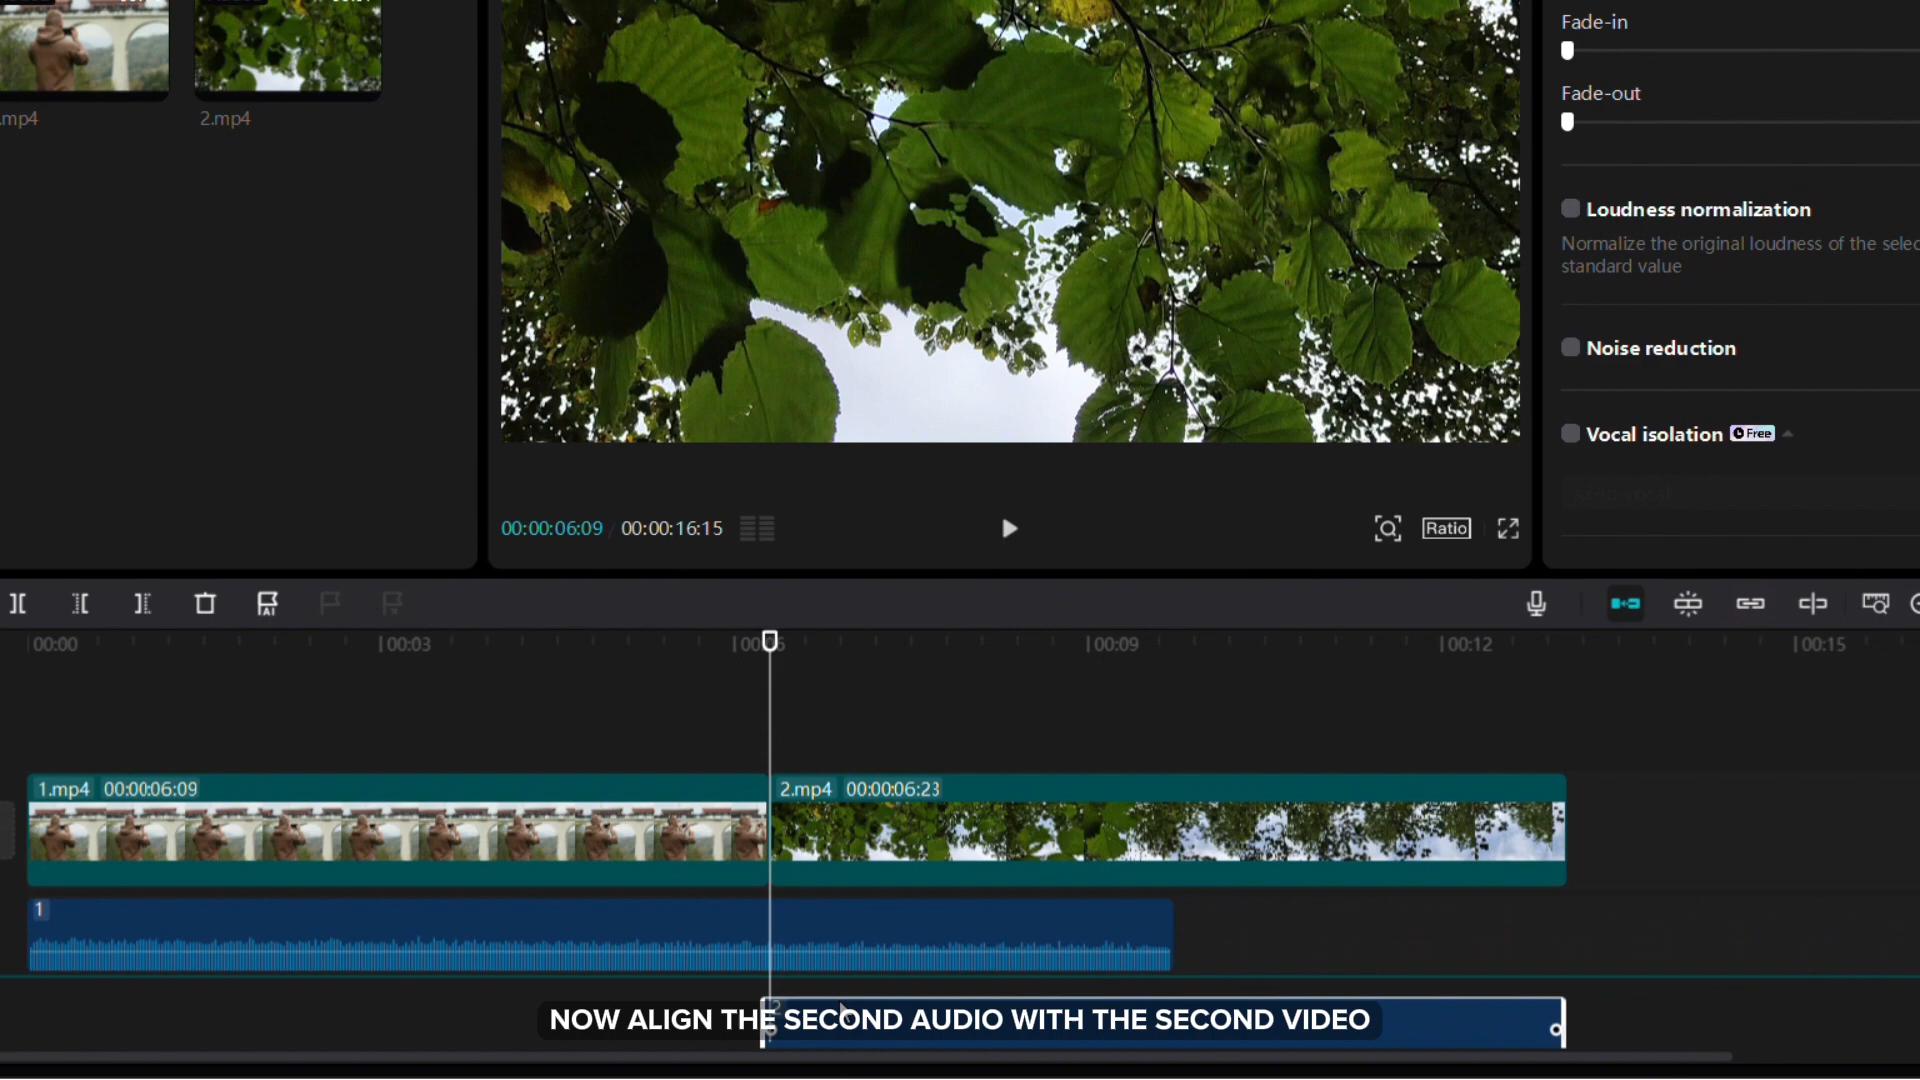 .mp4
2.mp4
Fade-in
Fade-out
Loudness normalization
Normalize the original loudness of the selec
standard value
Noise reduction
Vocal isolation Free
00:00:06:09 / 00:00:16:15
Ratio
00:00 00:03 00:06 00:09 00:12 00:15
1.mp4 00:00:06:09
2.mp4 00:00:06:23
1
2
NOW ALIGN THE SECOND AUDIO WITH THE SECOND VIDEO